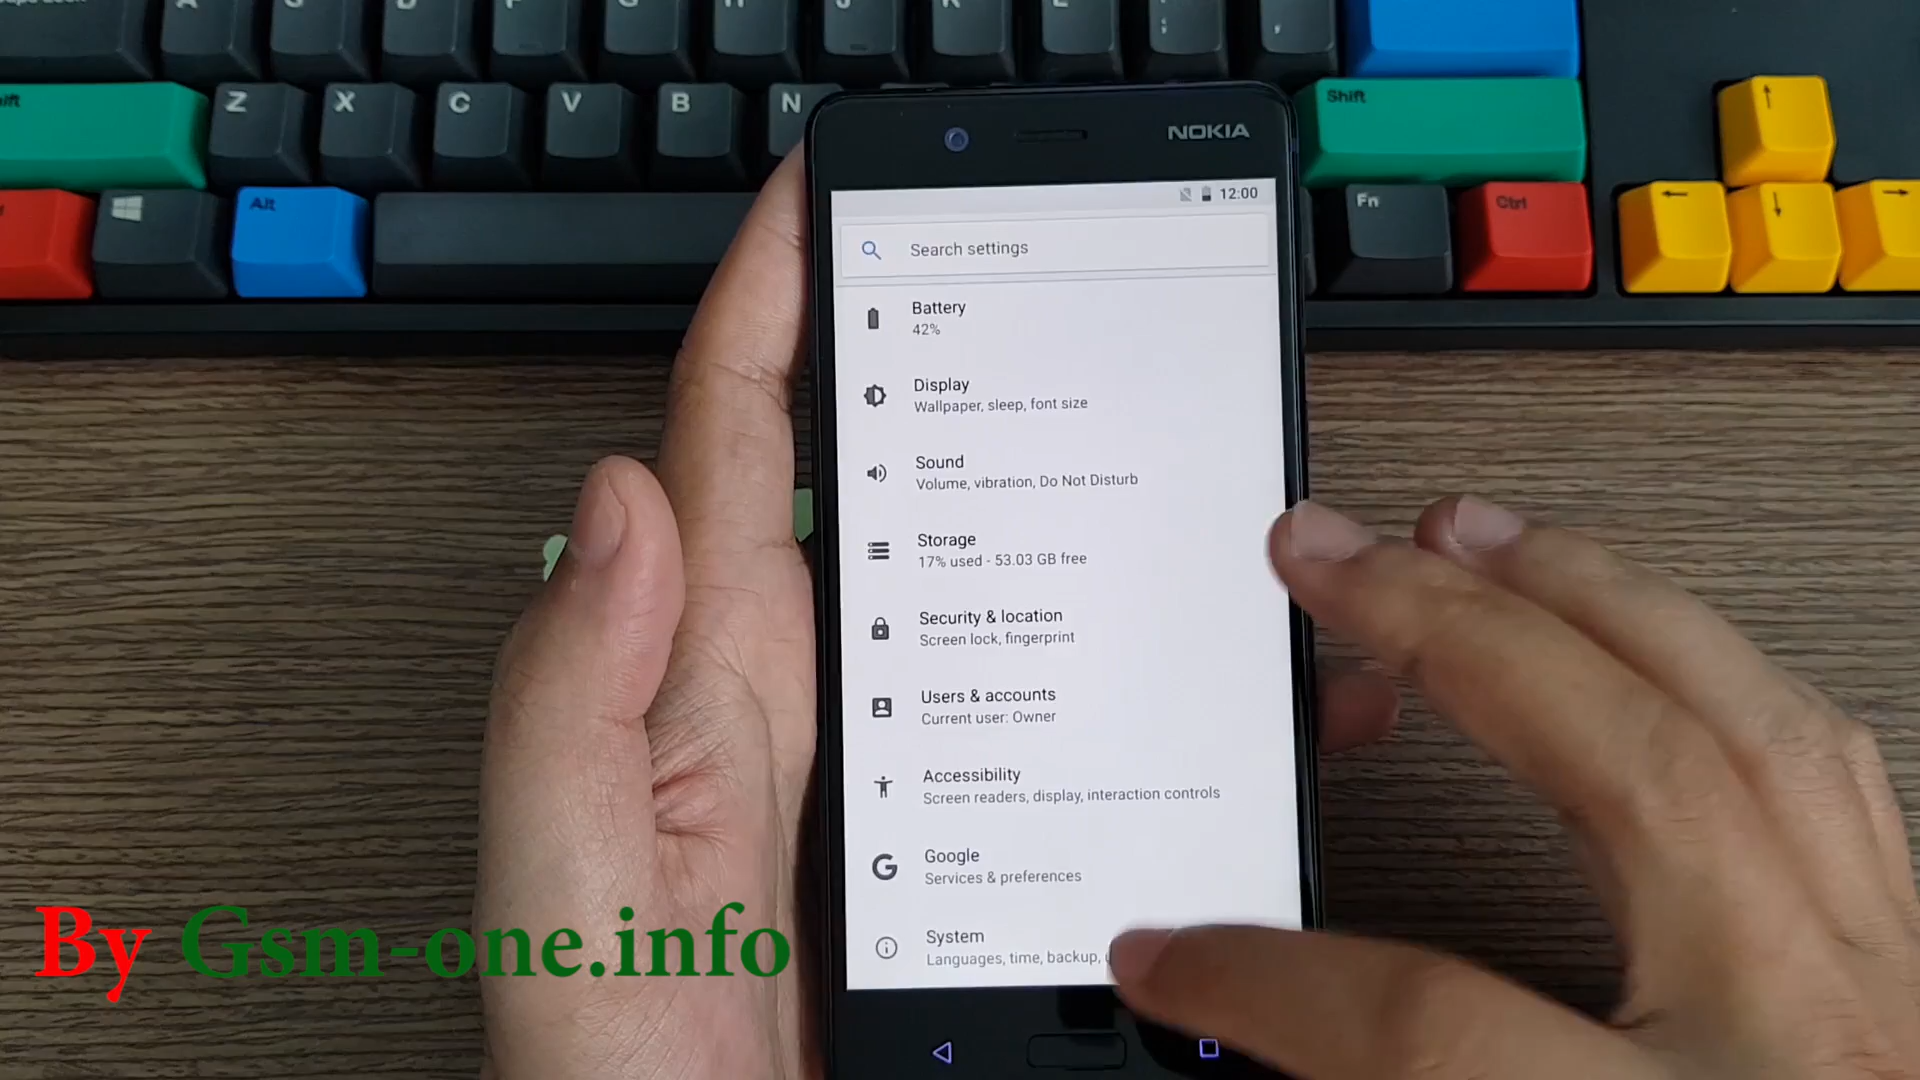 A
D
F
H
J
K
L
;
,
ift
Z
X
C
V
B
N
Shift
Alt
Fn
Ctrl
NOKIA
12:00
Search settings
Battery
42%
Display
Wallpaper, sleep, font size
Sound
Volume, vibration, Do Not Disturb
Storage
17% used - 53.03 GB free
Security & location
Screen lock, fingerprint
Users & accounts
Current user: Owner
Accessibility
Screen readers, display, interaction controls
Google
Services & preferences
System
Languages, time, backup,
By Gsm-one.info